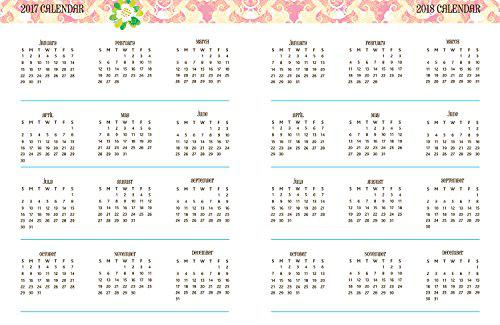 2017 CALENDAR
January
S M T W T F S
1 2 3 4 5 6 7
8 9 10 11 12 13 14
15 16 17 18 19 20 21
22 23 24 25 26 27 28
29 30 31
February
S M T W T F S
1 2 3 4
5 6 7 8 9 10 11
12 13 14 15 16 17 18
19 20 21 22 23 24 25
26 27 28
March
S M T W T F S
1 2 3 4
5 6 7 8 9 10 11
12 13 14 15 16 17 18
19 20 21 22 23 24 25
26 27 28 29 30 31
April
S M T W T F S
1
2 3 4 5 6 7 8
9 10 11 12 13 14 15
16 17 18 19 20 21 22
23 24 25 26 27 28 29
30
May
S M T W T F S
1 2 3 4 5 6
7 8 9 10 11 12 13
14 15 16 17 18 19 20
21 22 23 24 25 26 27
28 29 30 31
June
S M T W T F S
1 2 3
4 5 6 7 8 9 10
11 12 13 14 15 16 17
18 19 20 21 22 23 24
25 26 27 28 29 30
July
S M T W T F S
1
2 3 4 5 6 7 8
9 10 11 12 13 14 15
16 17 18 19 20 21 22
23 24 25 26 27 28 29
30 31
August
S M T W T F S
1 2 3 4 5
6 7 8 9 10 11 12
13 14 15 16 17 18 19
20 21 22 23 24 25 26
27 28 29 30 31
September
S M T W T F S
1 2
3 4 5 6 7 8 9
10 11 12 13 14 15 16
17 18 19 20 21 22 23
24 25 26 27 28 29 30
October
S M T W T F S
1 2 3 4 5 6 7
8 9 10 11 12 13 14
15 16 17 18 19 20 21
22 23 24 25 26 27 28
29 30 31
November
S M T W T F S
1 2 3 4
5 6 7 8 9 10 11
12 13 14 15 16 17 18
19 20 21 22 23 24 25
26 27 28 29 30
December
S M T W T F S
1 2
3 4 5 6 7 8 9
10 11 12 13 14 15 16
17 18 19 20 21 22 23
24 25 26 27 28 29 30
31
2018 CALENDAR
January
S M T W T F S
1 2 3 4 5 6
7 8 9 10 11 12 13
14 15 16 17 18 19 20
21 22 23 24 25 26 27
28 29 30 31
February
S M T W T F S
1 2 3
4 5 6 7 8 9 10
11 12 13 14 15 16 17
18 19 20 21 22 23 24
25 26 27 28
March
S M T W T F S
1 2 3
4 5 6 7 8 9 10
11 12 13 14 15 16 17
18 19 20 21 22 23 24
25 26 27 28 29 30 31
April
S M T W T F S
1 2 3 4 5 6 7
8 9 10 11 12 13 14
15 16 17 18 19 20 21
22 23 24 25 26 27 28
29 30
May
S M T W T F S
1 2 3 4 5
6 7 8 9 10 11 12
13 14 15 16 17 18 19
20 21 22 23 24 25 26
27 28 29 30 31
June
S M T W T F S
1 2
3 4 5 6 7 8 9
10 11 12 13 14 15 16
17 18 19 20 21 22 23
24 25 26 27 28 29 30
July
S M T W T F S
1 2 3 4 5 6 7
8 9 10 11 12 13 14
15 16 17 18 19 20 21
22 23 24 25 26 27 28
29 30 31
August
S M T W T F S
1 2 3 4
5 6 7 8 9 10 11
12 13 14 15 16 17 18
19 20 21 22 23 24 25
26 27 28 29 30 31
September
S M T W T F S
1
2 3 4 5 6 7 8
9 10 11 12 13 14 15
16 17 18 19 20 21 22
23 24 25 26 27 28 29
30
October
S M T W T F S
1 2 3 4 5 6
7 8 9 10 11 12 13
14 15 16 17 18 19 20
21 22 23 24 25 26 27
28 29 30 31
November
S M T W T F S
1 2 3
4 5 6 7 8 9 10
11 12 13 14 15 16 17
18 19 20 21 22 23 24
25 26 27 28 29 30
December
S M T W T F S
1
2 3 4 5 6 7 8
9 10 11 12 13 14 15
16 17 18 19 20 21 22
23 24 25 26 27 28 29
30 31